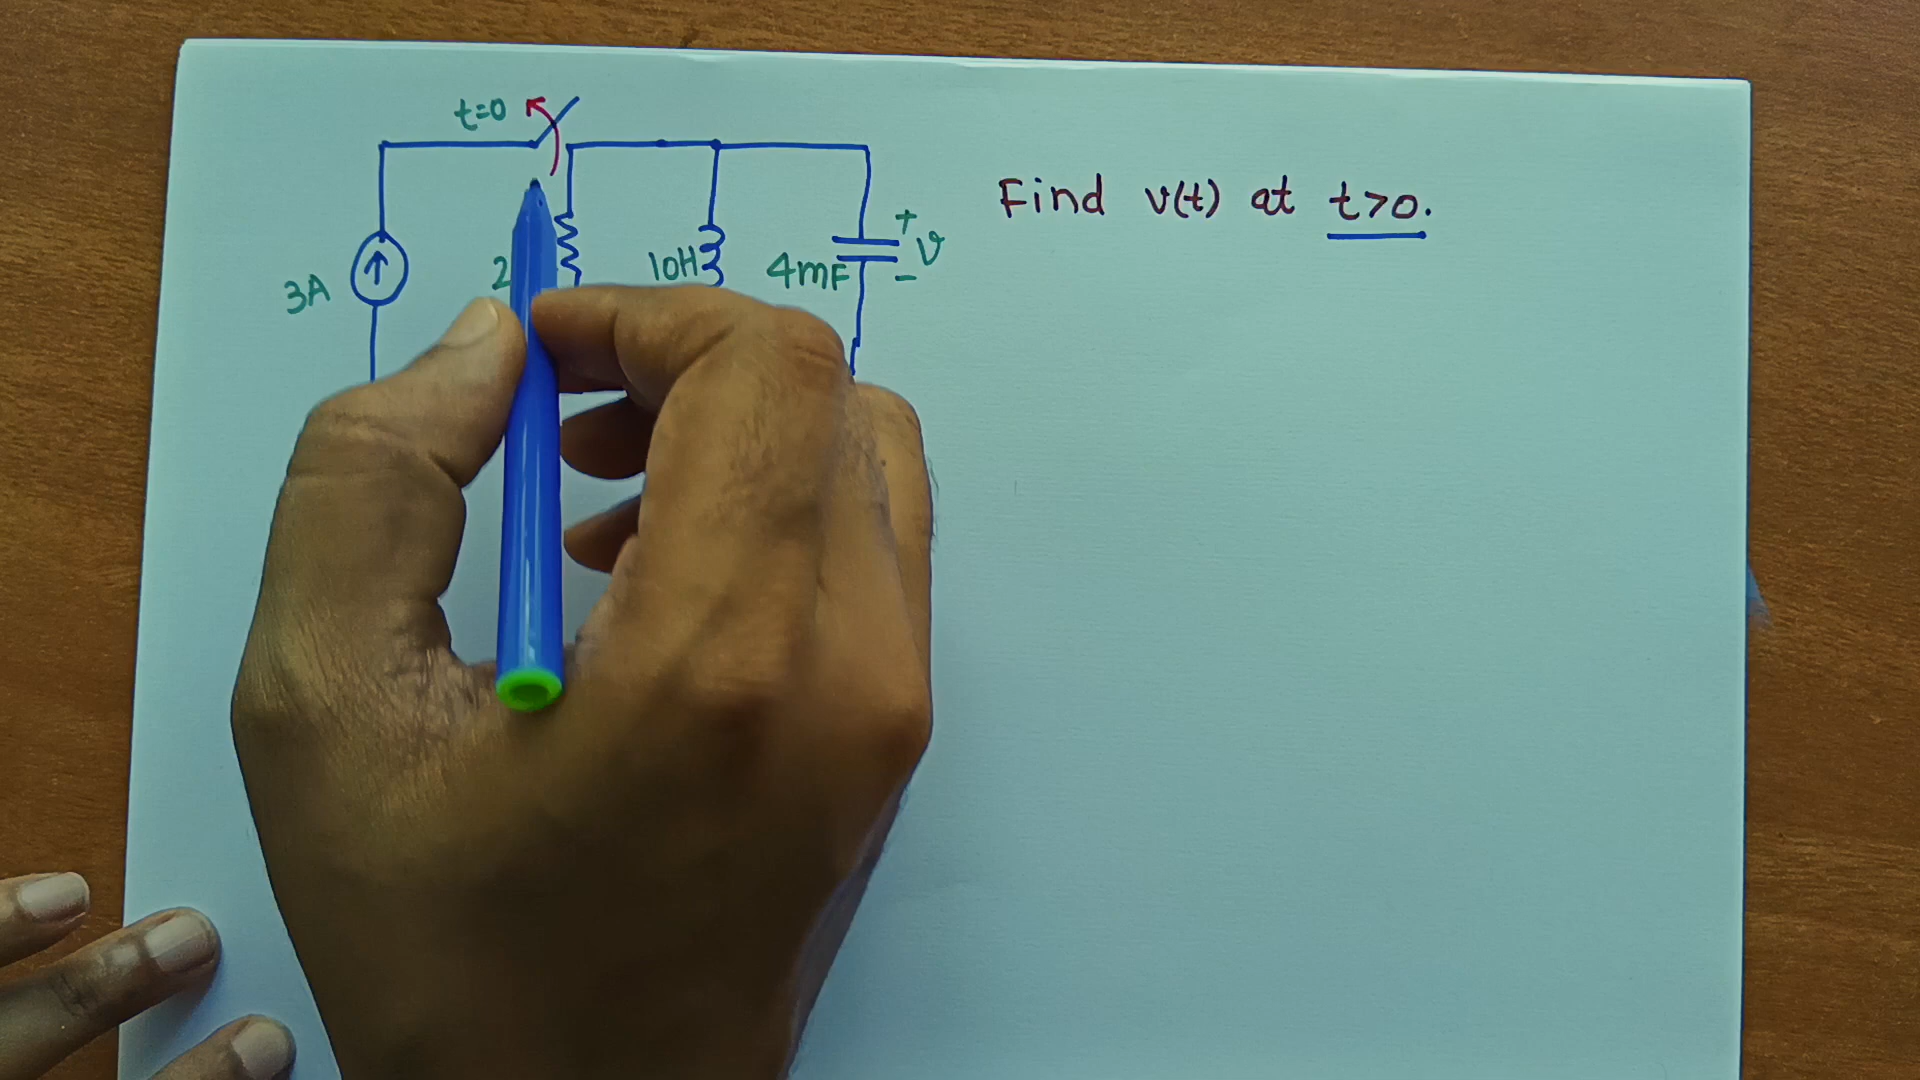 t=0
Find v(t) at t>0.
3A
10H
4mF
+
v
-